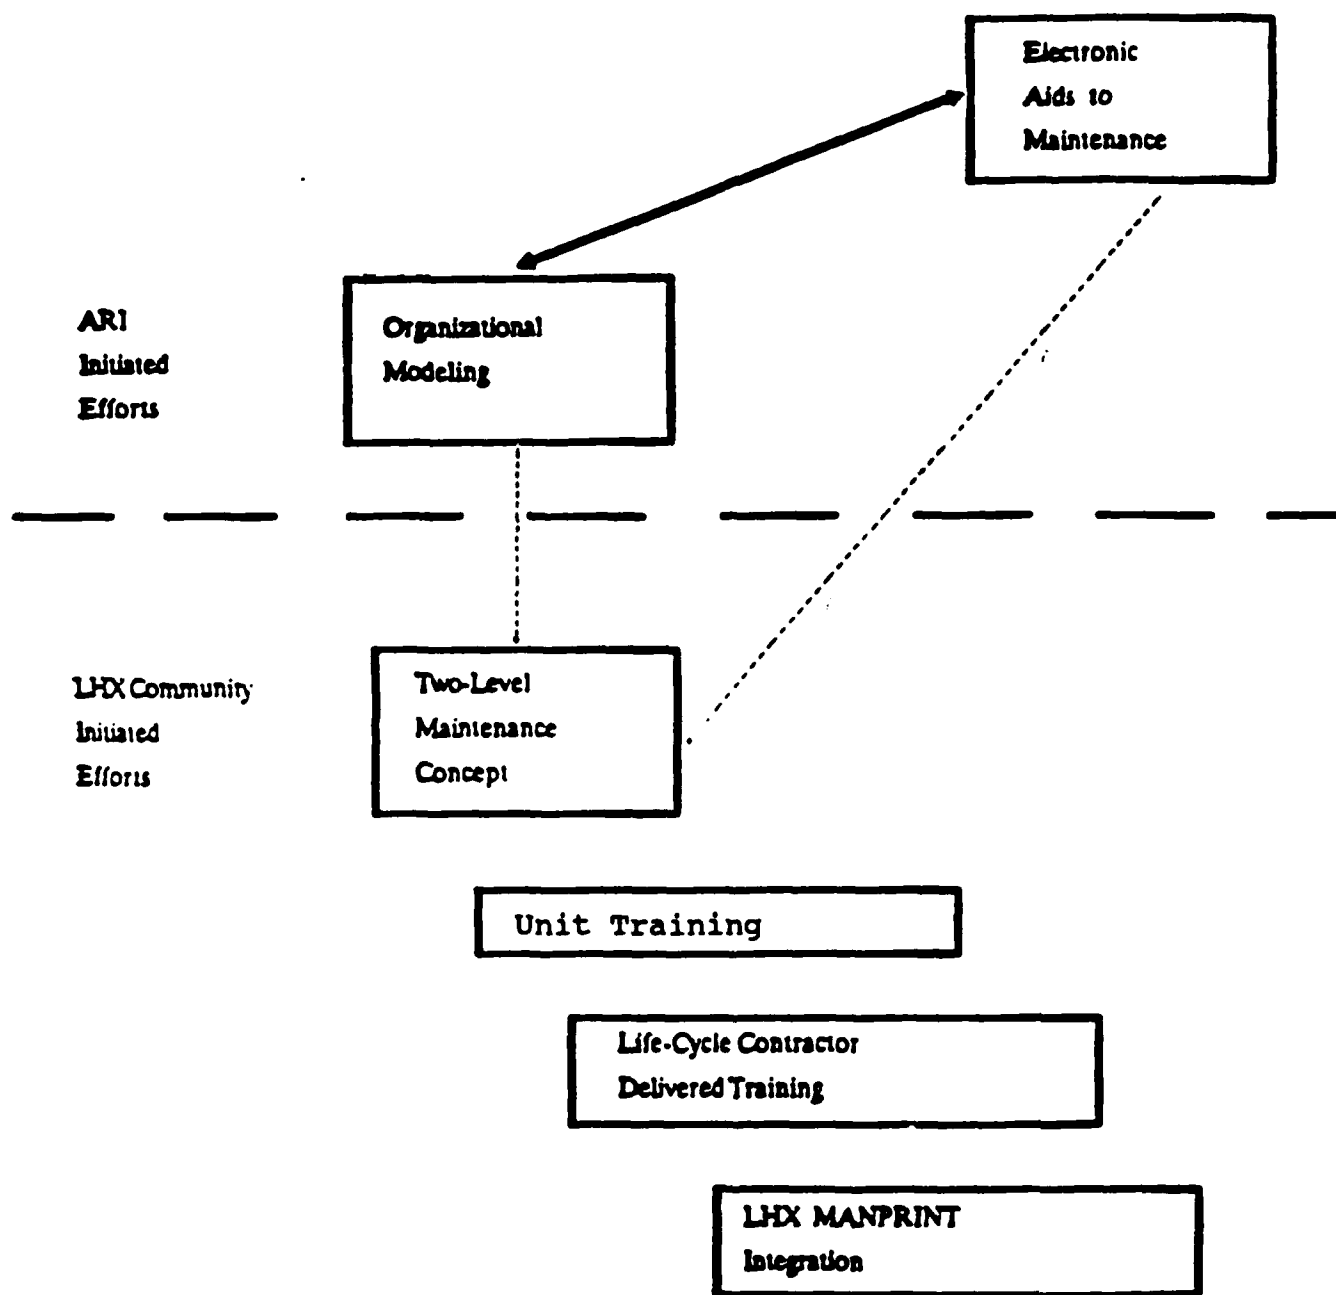 Electronic
Aids to
Maintenance
ARI
Initiated
Efforts
Organizational
Modeling
LHX Community
Initiated
Efforts
Two-Level
Maintenance
Concept
Unit Training
Life-Cycle Contractor
Delivered Training
LHX MANPRINT
Integration